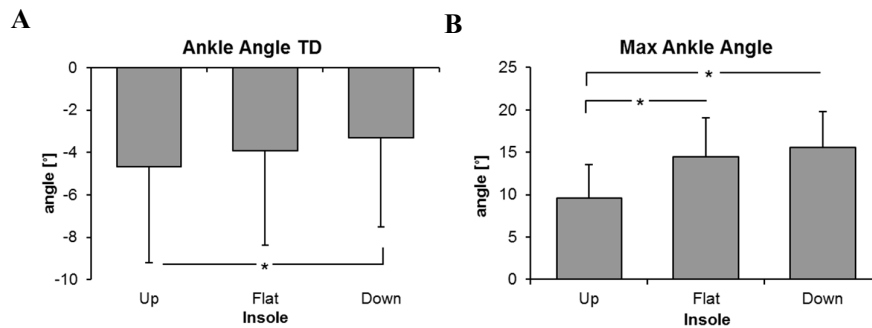 A
Ankle Angle TD
0
-2
-4
-6
-8
-10
angle [°]
*
Up Flat Down
Insole
B
Max Ankle Angle
25
20
15
10
5
0
angle [°]
*
*
Up Flat Down
Insole